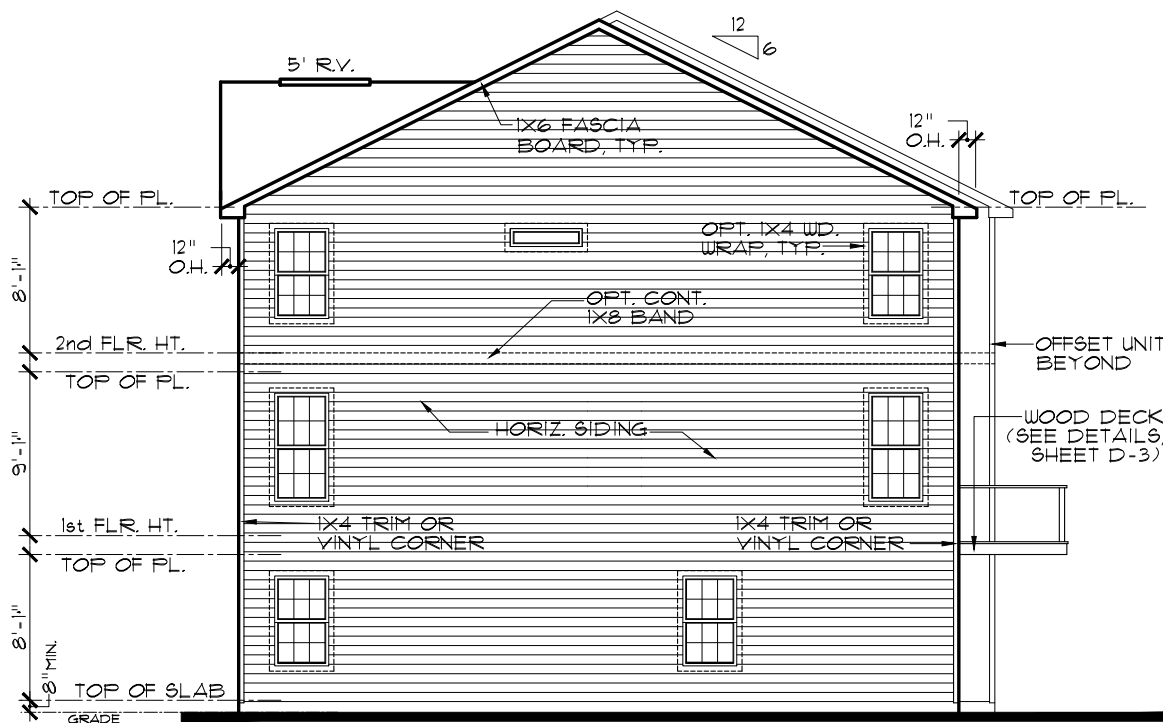 12
6
5' R.V.
1X6 FASCIA
BOARD, TYP.
12"
O.H.
TOP OF PL.
TOP OF PL.
OPT. 1X4 WD.
WRAP, TYP.
12"
O.H.
8'-1"
OPT. CONT.
1X8 BAND
2nd FLR. HT.
OFFSET UNIT
BEYOND
TOP OF PL.
WOOD DECK
(SEE DETAILS,
SHEET D-3)
HORIZ. SIDING
9'-1"
1st FLR. HT.
1X4 TRIM OR
VINYL CORNER
1X4 TRIM OR
VINYL CORNER
TOP OF PL.
8'-1"
8" MIN.
TOP OF SLAB
GRADE